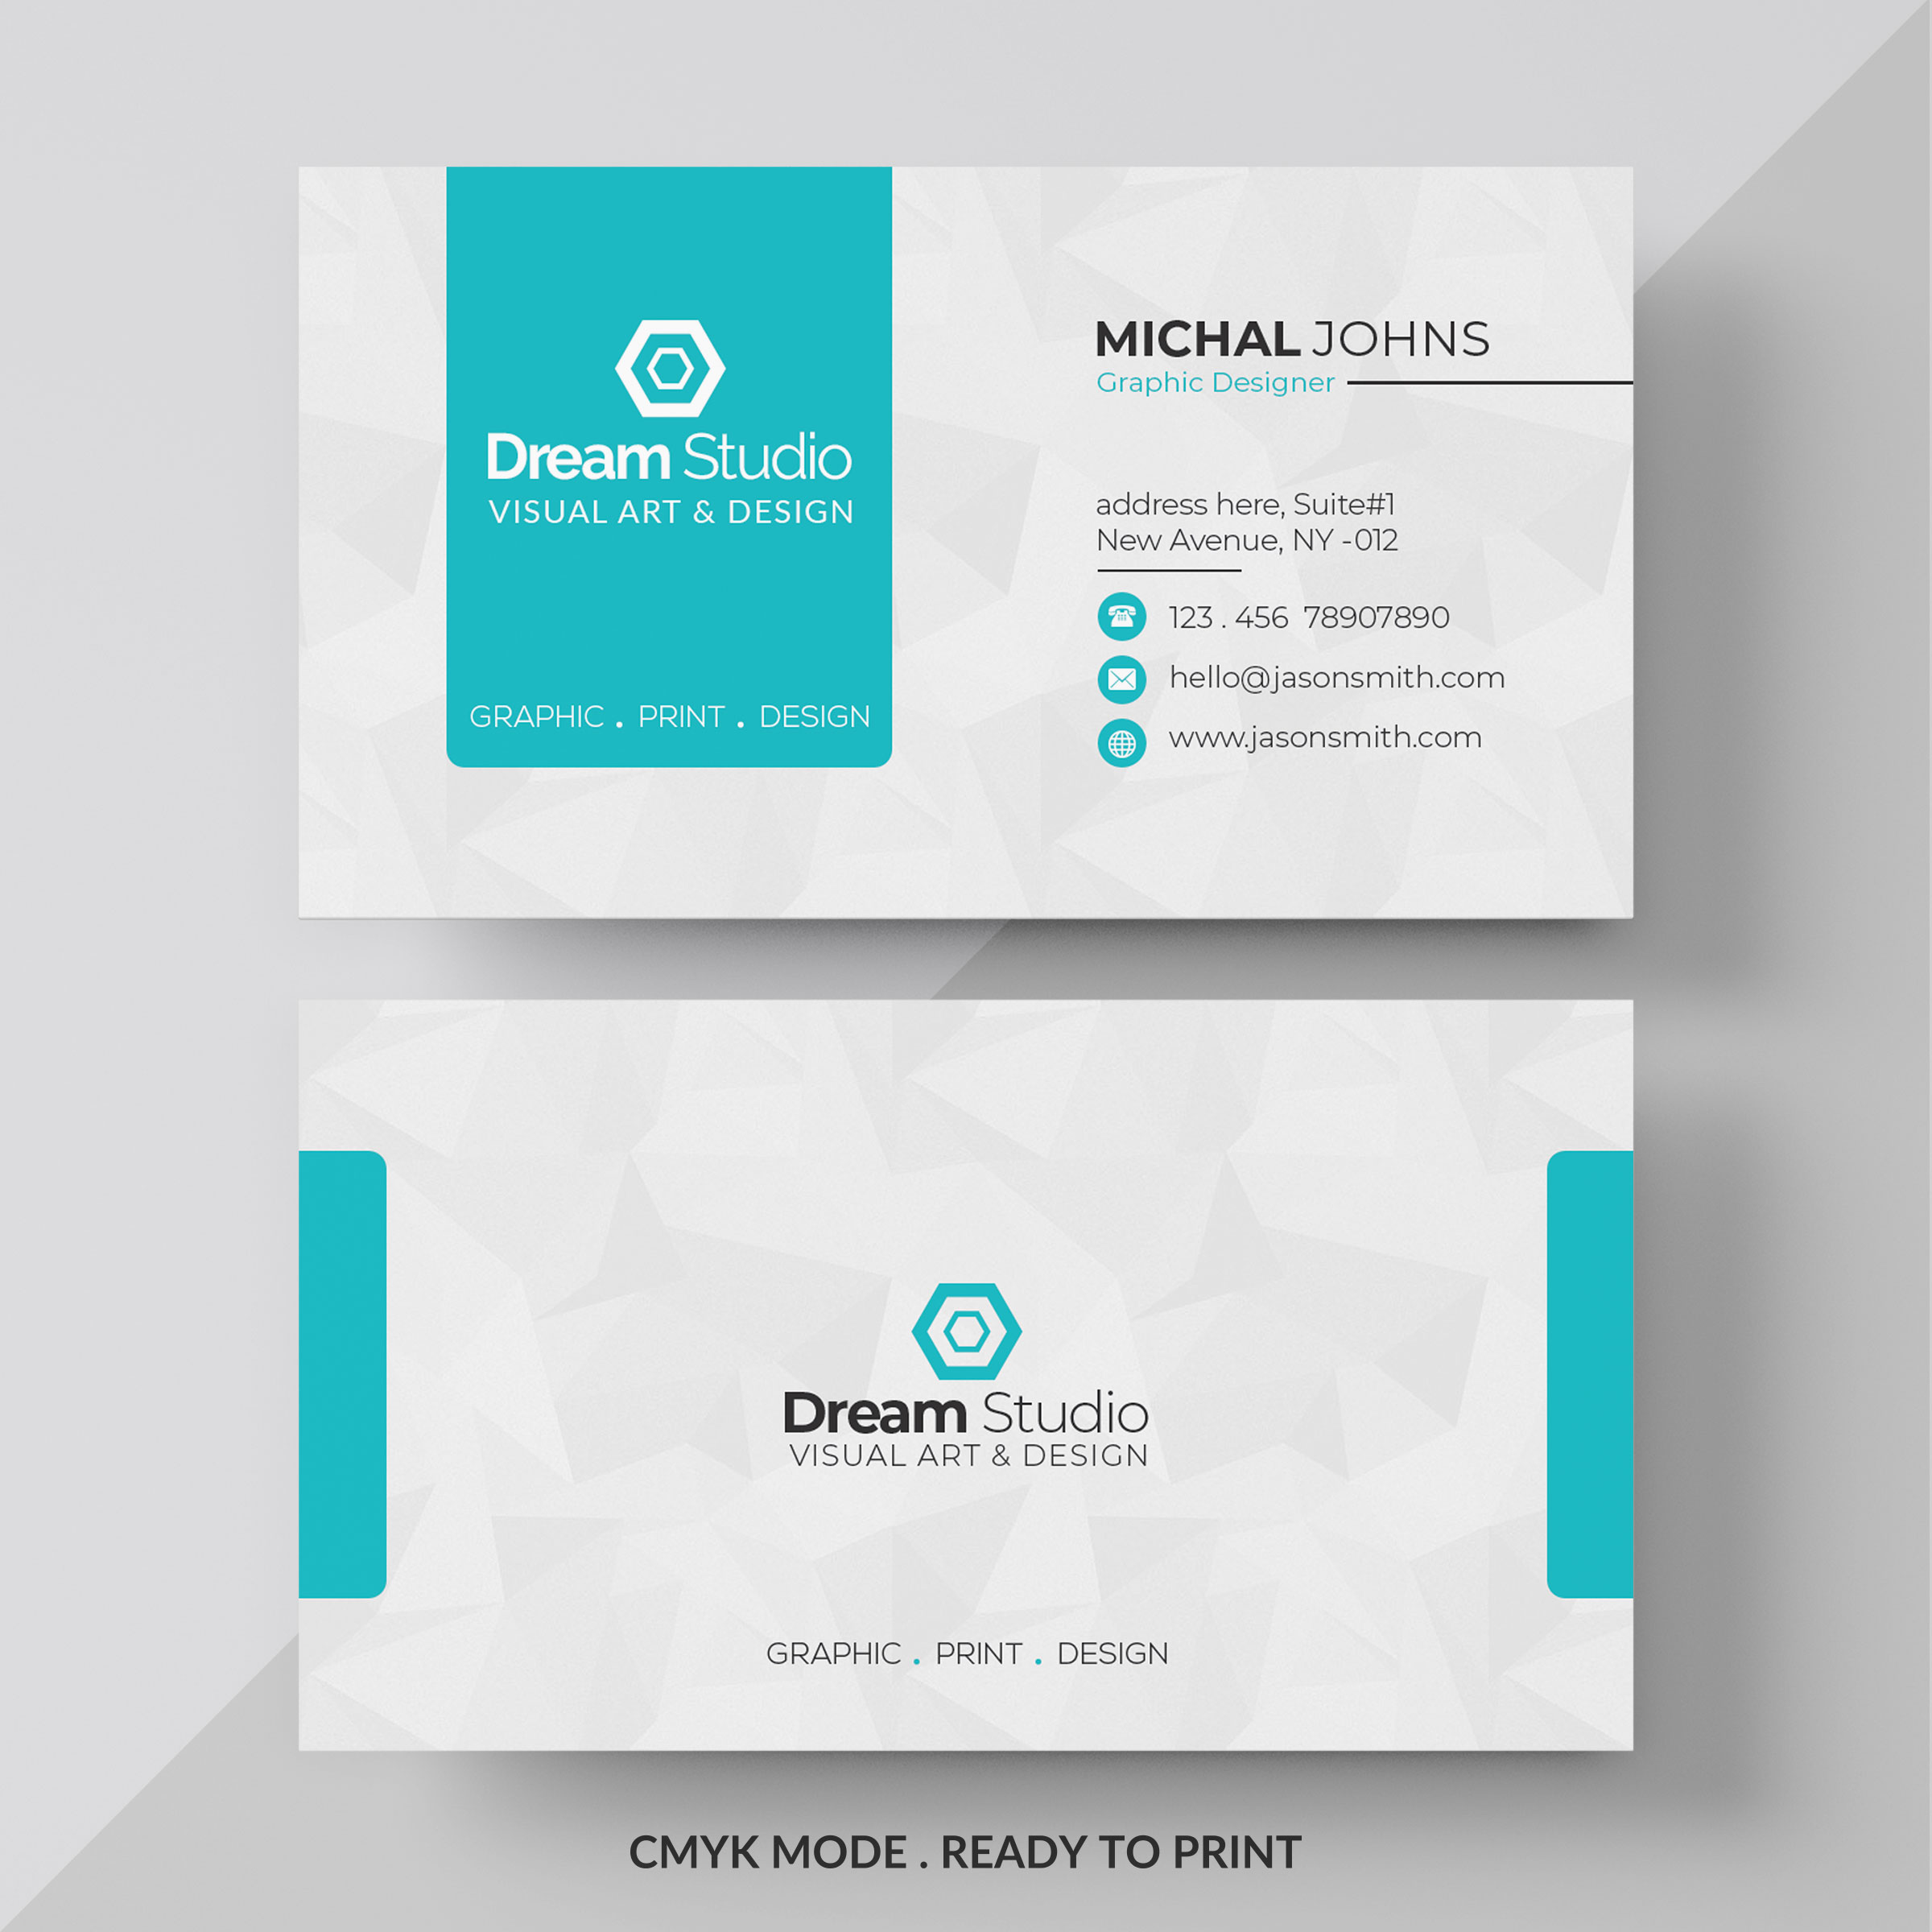 Dream Studio
VISUAL ART & DESIGN
GRAPHIC . PRINT . DESIGN
MICHAL JOHNS
Graphic Designer
address here, Suite#1
New Avenue, NY -012
123 . 456 78907890
hello@jasonsmith.com
www.jasonsmith.com
Dream Studio
VISUAL ART & DESIGN
GRAPHIC . PRINT . DESIGN
CMYK MODE . READY TO PRINT